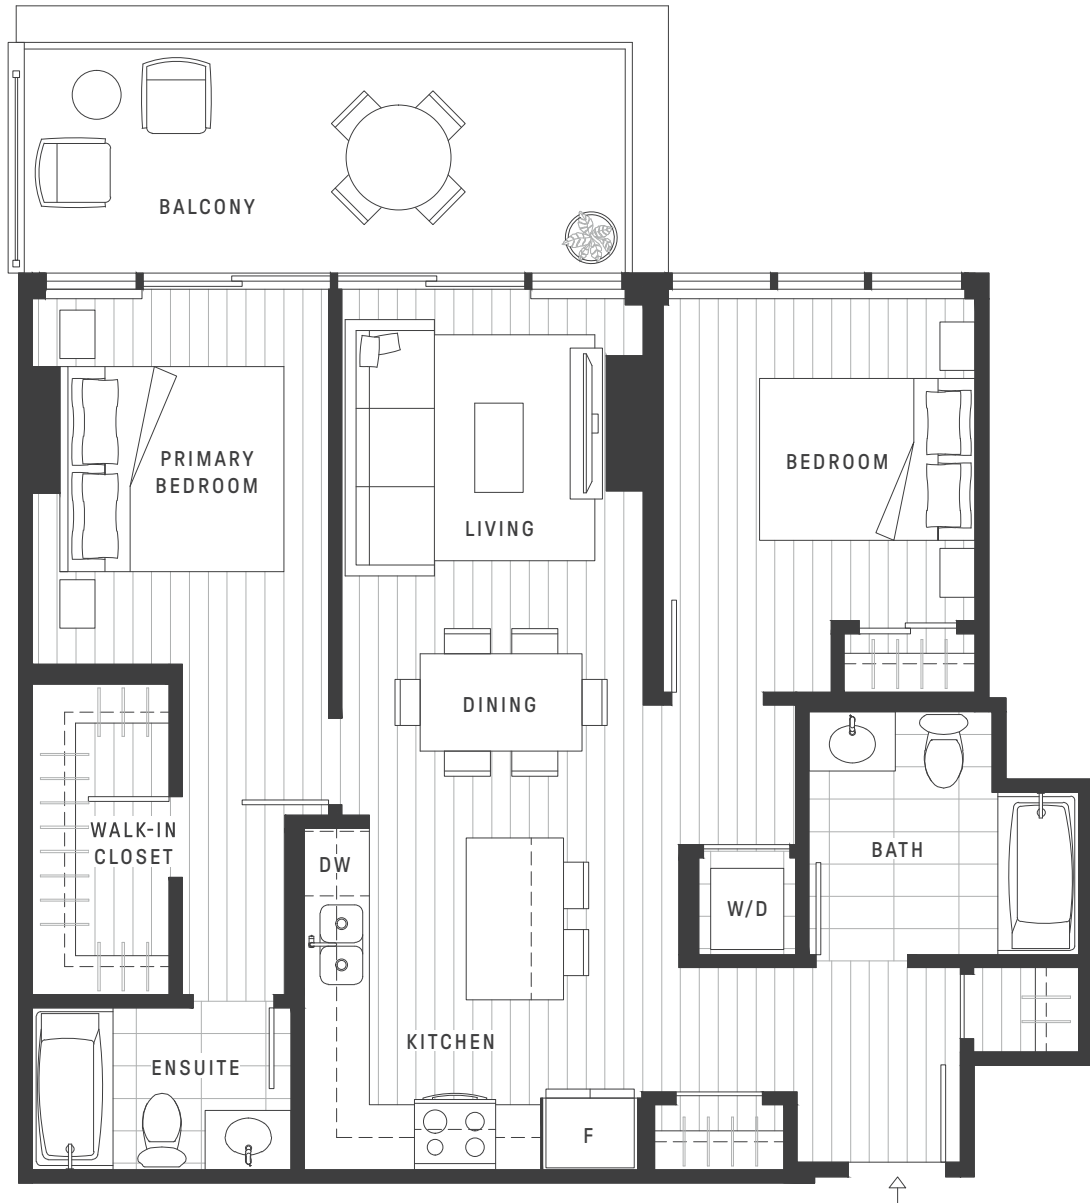 BALCONY
PRIMARY
BEDROOM
BEDROOM
LIVING
DINING
WALK-IN
CLOSET
DW
BATH
W/D
KITCHEN
ENSUITE
F